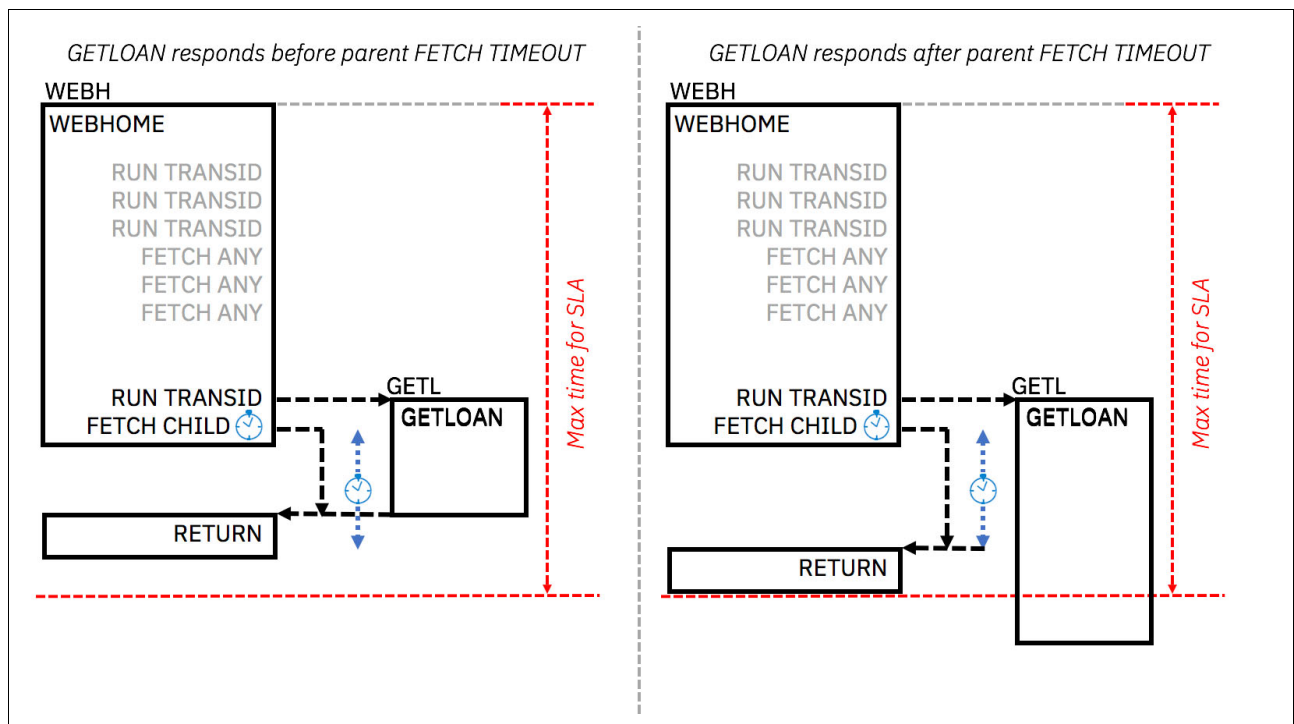 GETLOAN responds before parent FETCH TIMEOUT
WEBH
WEBHOME
RUN TRANSID
RUN TRANSID
RUN TRANSID
FETCH ANY
FETCH ANY
FETCH ANY
RUN TRANSID
FETCH CHILD
GETL
GETLOAN
RETURN
Max time for SLA
GETLOAN responds after parent FETCH TIMEOUT
WEBH
WEBHOME
RUN TRANSID
RUN TRANSID
RUN TRANSID
FETCH ANY
FETCH ANY
FETCH ANY
RUN TRANSID
FETCH CHILD
GETL
GETLOAN
RETURN
Max time for SLA